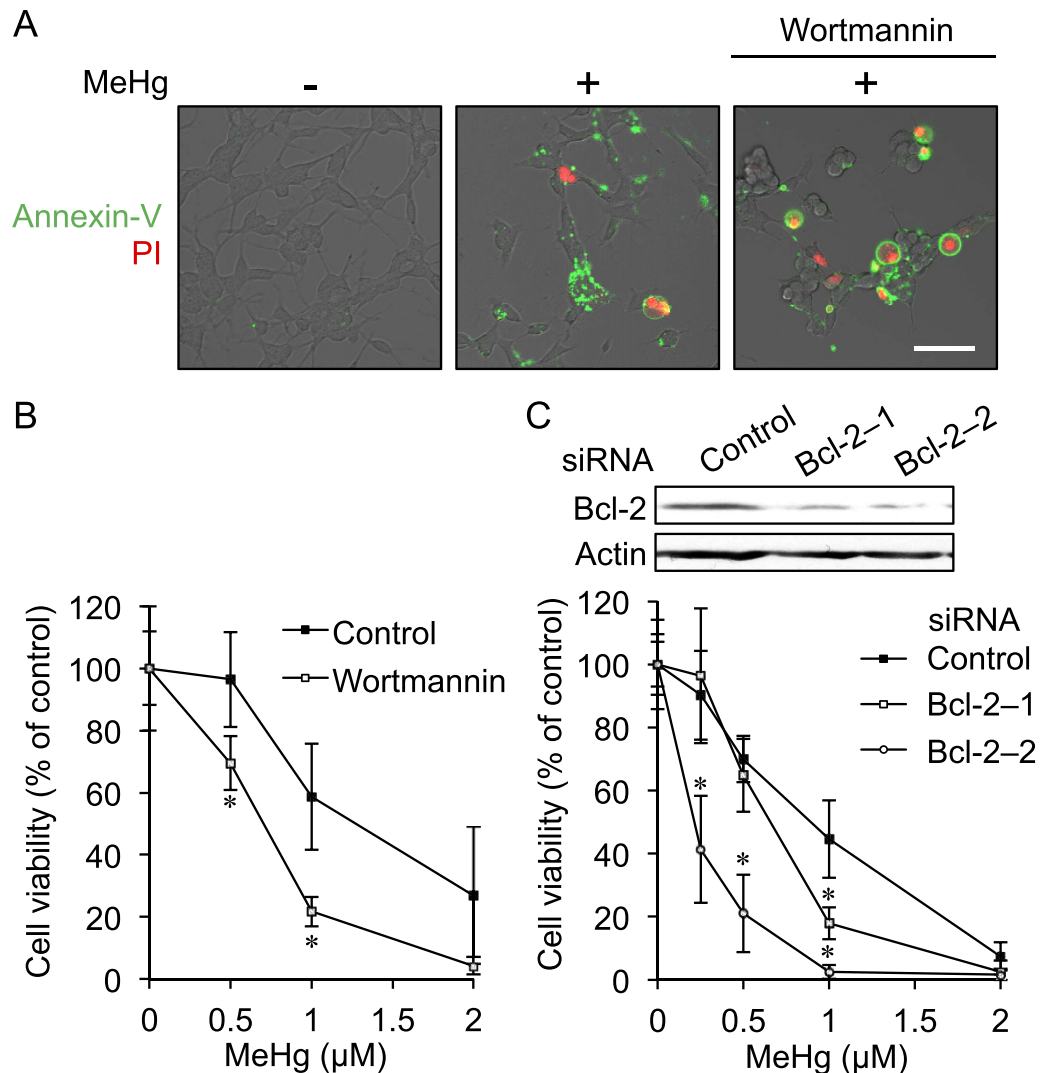 A
Wortmannin
MeHg - + +
Annexin-V
PI
B
Cell viability (% of control)
120
100
80
60
40
20
0
Control
Wortmannin
*
*
0 0.5 1 1.5 2
MeHg (µM)
C
siRNA Control Bcl-2–1 Bcl-2–2
Bcl-2
Actin
Cell viability (% of control)
120
100
80
60
40
20
0
siRNA
Control
Bcl-2–1
Bcl-2–2
*
*
*
*
0 0.5 1 1.5 2
MeHg (µM)